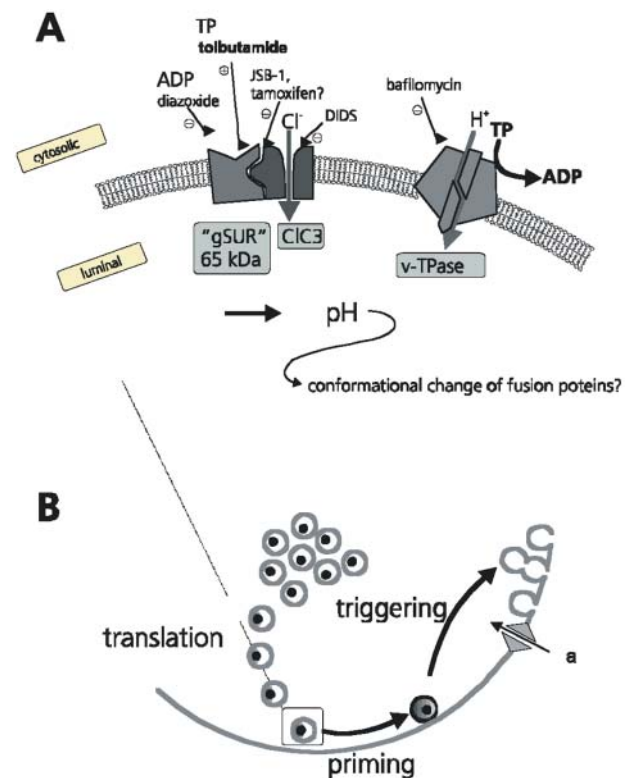 A
TP
tolbutamide
ADP
diazoxide
JSB-1,
tamoxifen?
Cl-
DIDS
bafilomycin
H+
TP
ADP
cytosolic
luminal
"gSUR"
65 kDa
ClC3
v-TPase
pH
conformational change of fusion poteins?
B
translation
triggering
a
priming